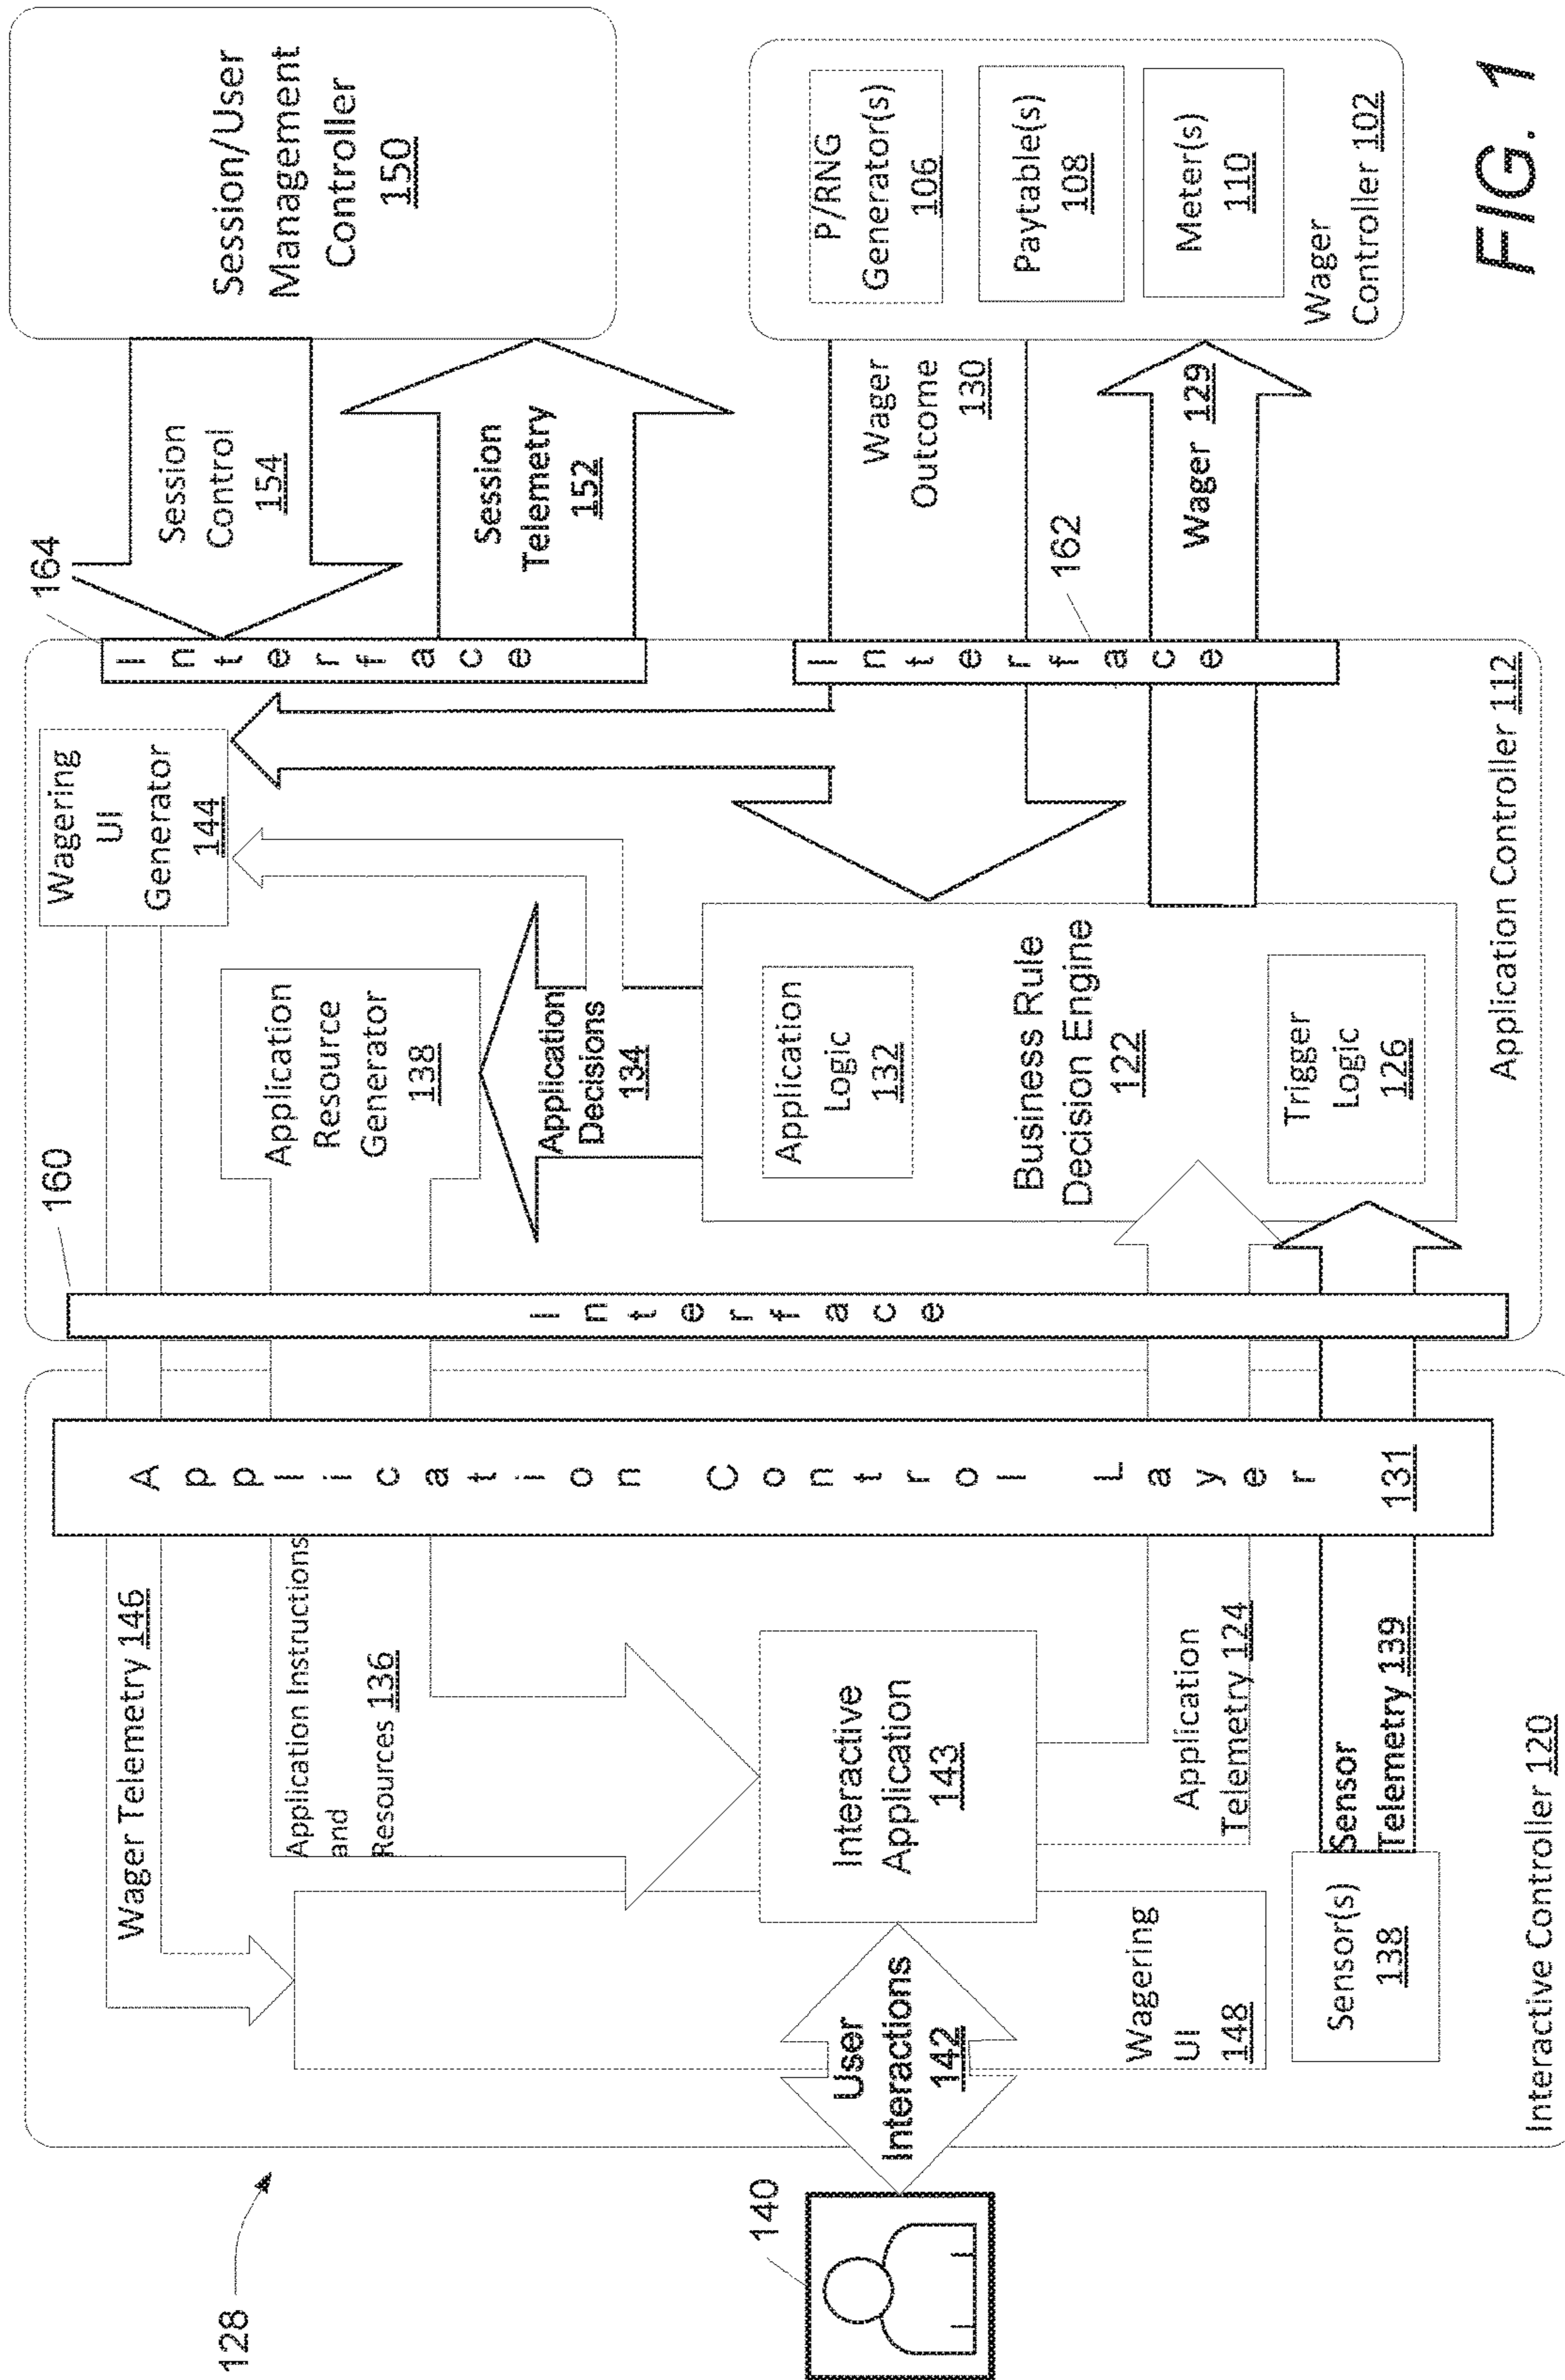 128
140
User
Interactions
142
Interactive Controller 120
Wager Telemetry 146
Application Instructions
and
Resources 136
Interactive
Application
143
Wagering
UI
148
Application
Telemetry 124
Sensor(s)
138
Sensor
Telemetry 139
Application Control Layer
131
160
Interface
Application Controller 112
Wagering
UI
Generator
144
Application
Resource
Generator
138
Application
Decisions
134
Application
Logic
132
Business Rule
Decision Engine
122
Trigger
Logic
126
164
Interface
162
Interface
Session
Control
154
Session
Telemetry
152
Wager
Outcome
130
Wager 129
Session/User
Management
Controller
150
P/RNG
Generator(s)
106
Paytable(s)
108
Meter(s)
110
Wager
Controller 102
FIG. 1